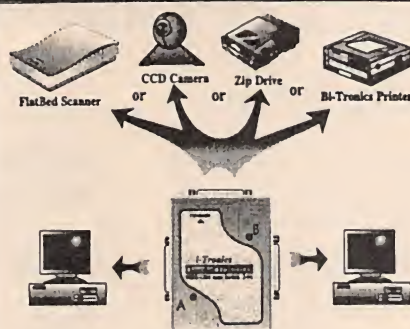 CCD Camera
Zip Drive
FlatBed Scanner
or
or
or
Bi-Tronics Printer
B
i-Tronics
A